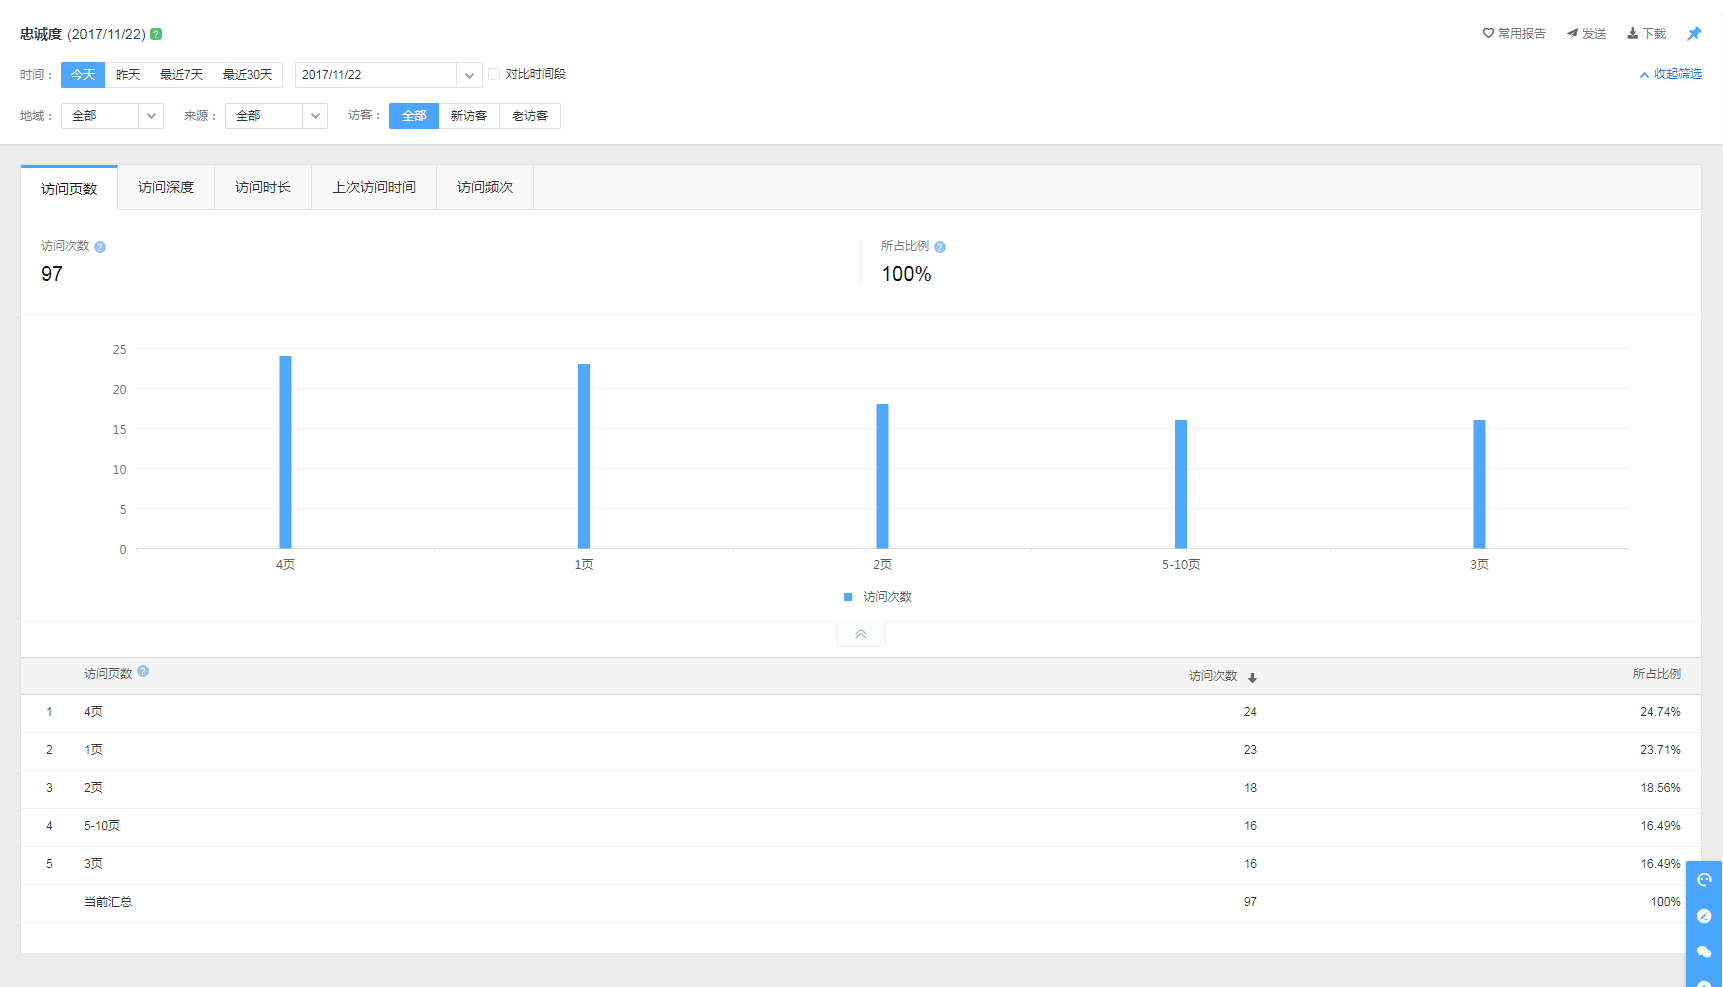 忠诚度 (2017/11/22) ?
常用报告 发送 下载
时间： 今天 昨天 最近7天 最近30天 2017/11/22 对比时间段
收起筛选
地域： 全部 来源： 全部 访客： 全部 新访客 老访客
访问页数 访问深度 访问时长 上次访问时间 访问频次
访问次数 ?
97
所占比例 ?
100%
25
20
15
10
5
0
4页 1页 2页 5-10页 3页
访问次数
访问页数 ? 访问次数 所占比例
1 4页 24 24.74%
2 1页 23 23.71%
3 2页 18 18.56%
4 5-10页 16 16.49%
5 3页 16 16.49%
当前汇总 97 100%